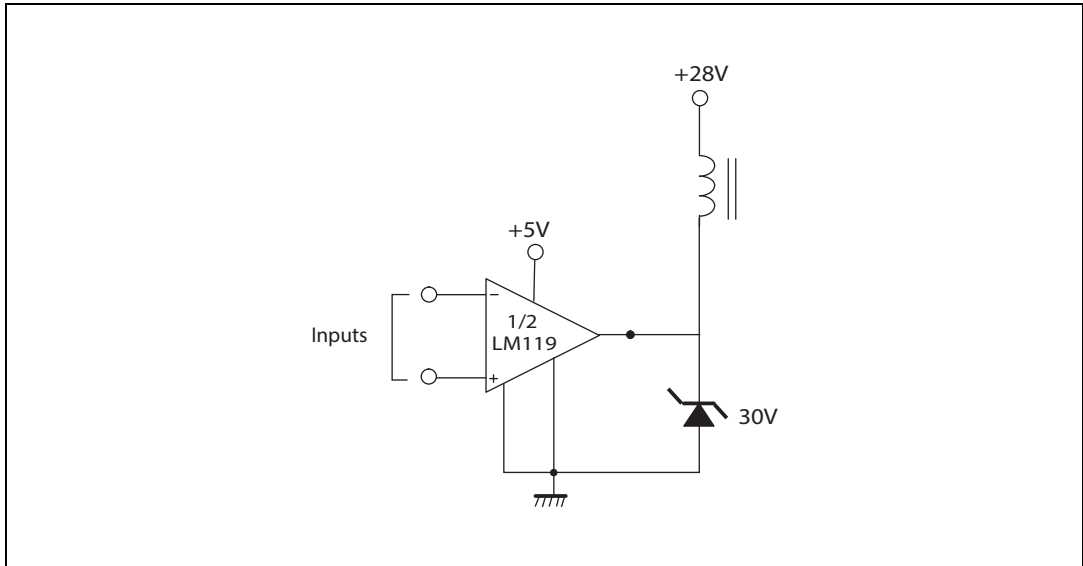 +28V
+5V
−
1/2
Inputs
LM119
+
30V